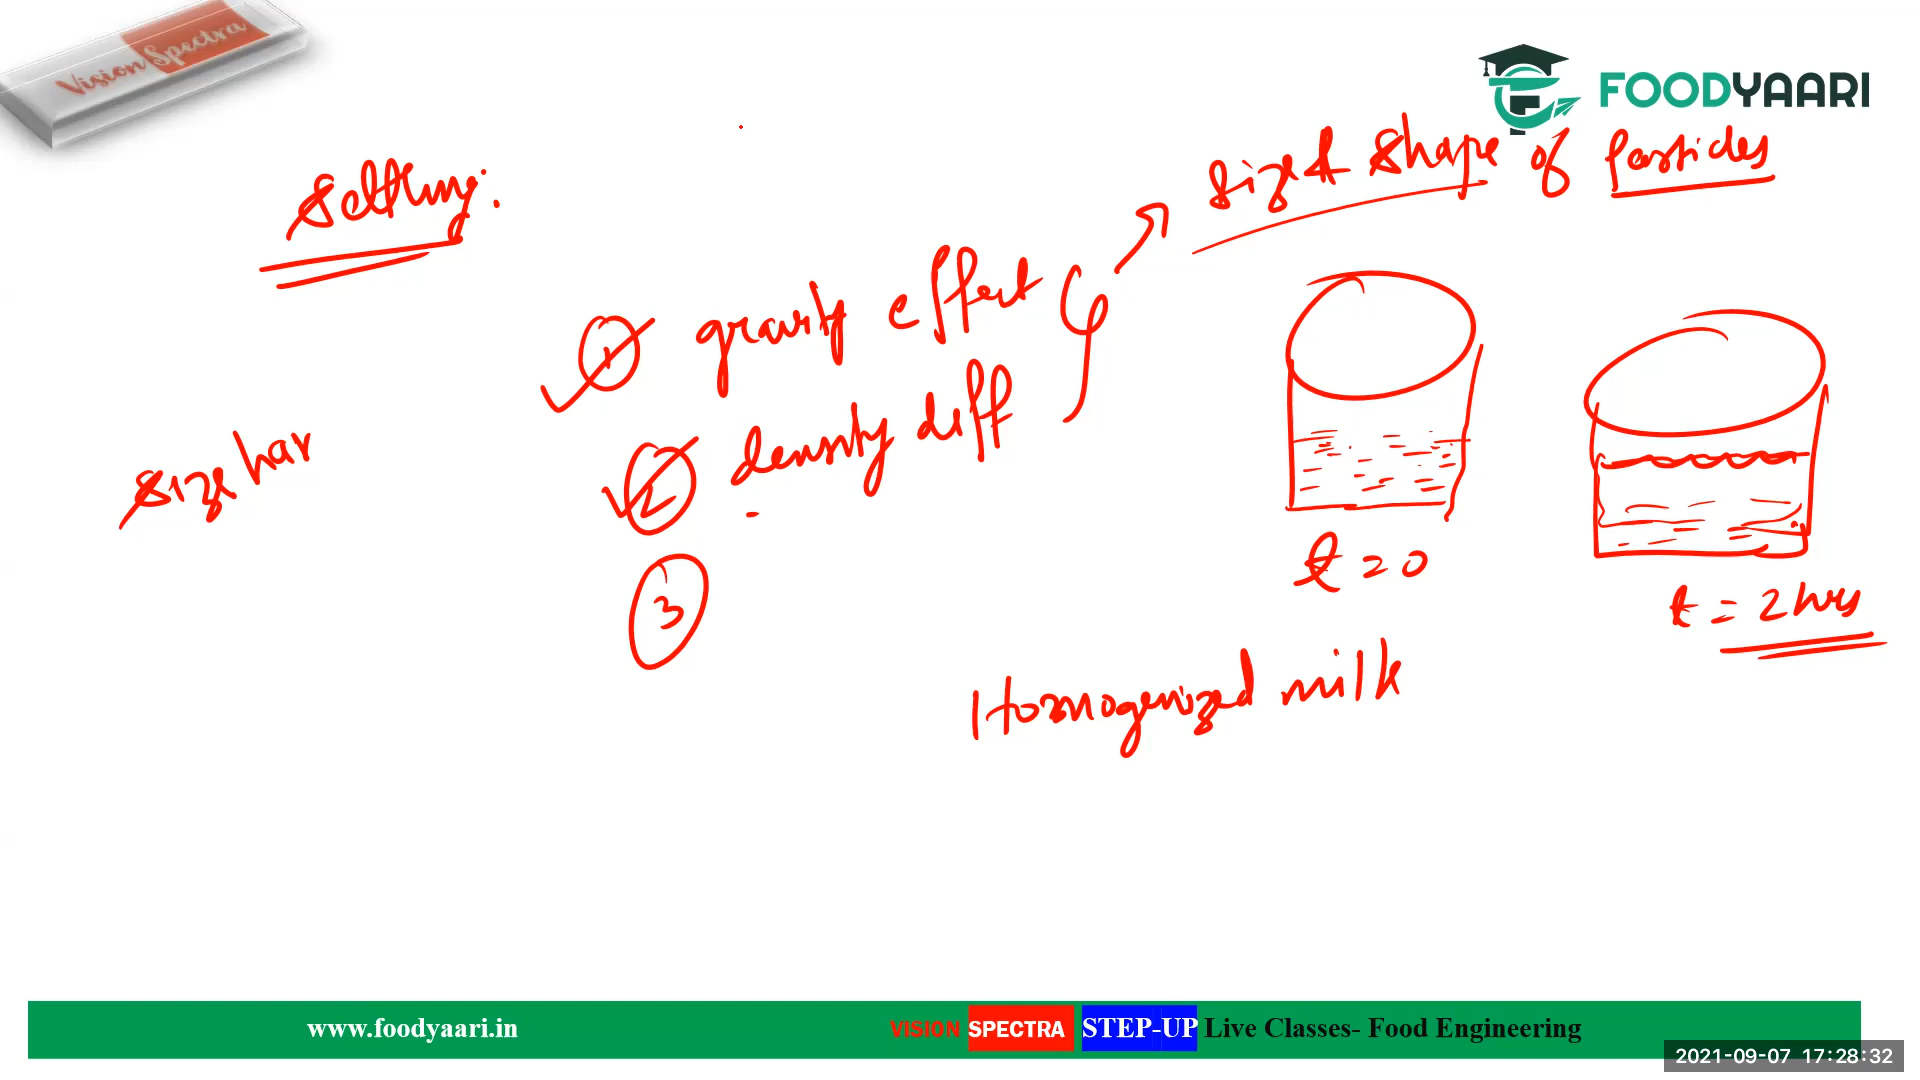 Vision Spectra
FOODYAARI
Settling:
size & shape of Particles
1 gravity effect
2 density diff
size har
3
t = 0
t = 2 hrs
Homogenized milk
www.foodyaari.in
VISION SPECTRA STEP-UP Live Classes- Food Engineering
2021-09-07 17:28:32